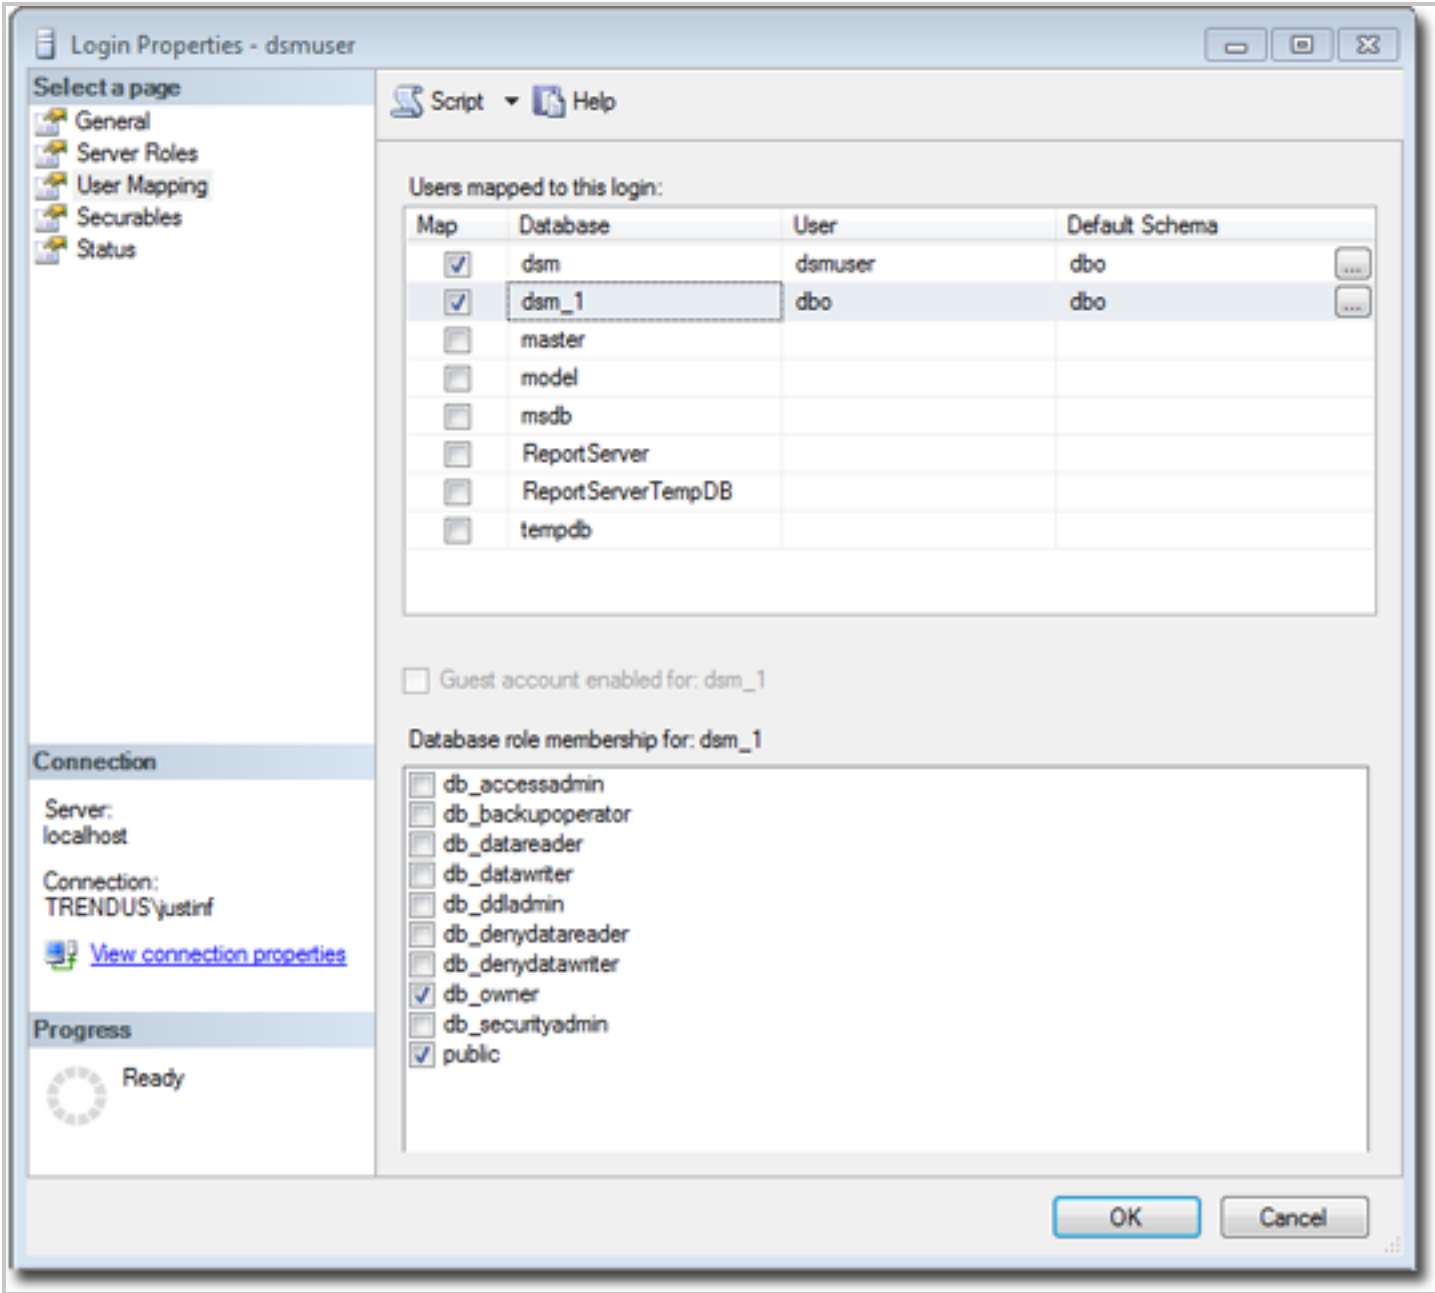 Login Properties - dsmuser
Select a page
General
Server Roles
User Mapping
Securables
Status
Script
Help
Users mapped to this login:
Map Database User Default Schema
dsm dsmuser dbo ...
dsm_1 dbo dbo ...
master
model
msdb
ReportServer
ReportServerTempDB
tempdb
Guest account enabled for: dsm_1
Database role membership for: dsm_1
db_accessadmin
db_backupoperator
db_datareader
db_datawriter
db_ddladmin
db_denydatareader
db_denydatawriter
db_owner
db_securityadmin
public
Connection
Server:
localhost
Connection:
TRENDUS\justinf
View connection properties
Progress
Ready
OK
Cancel